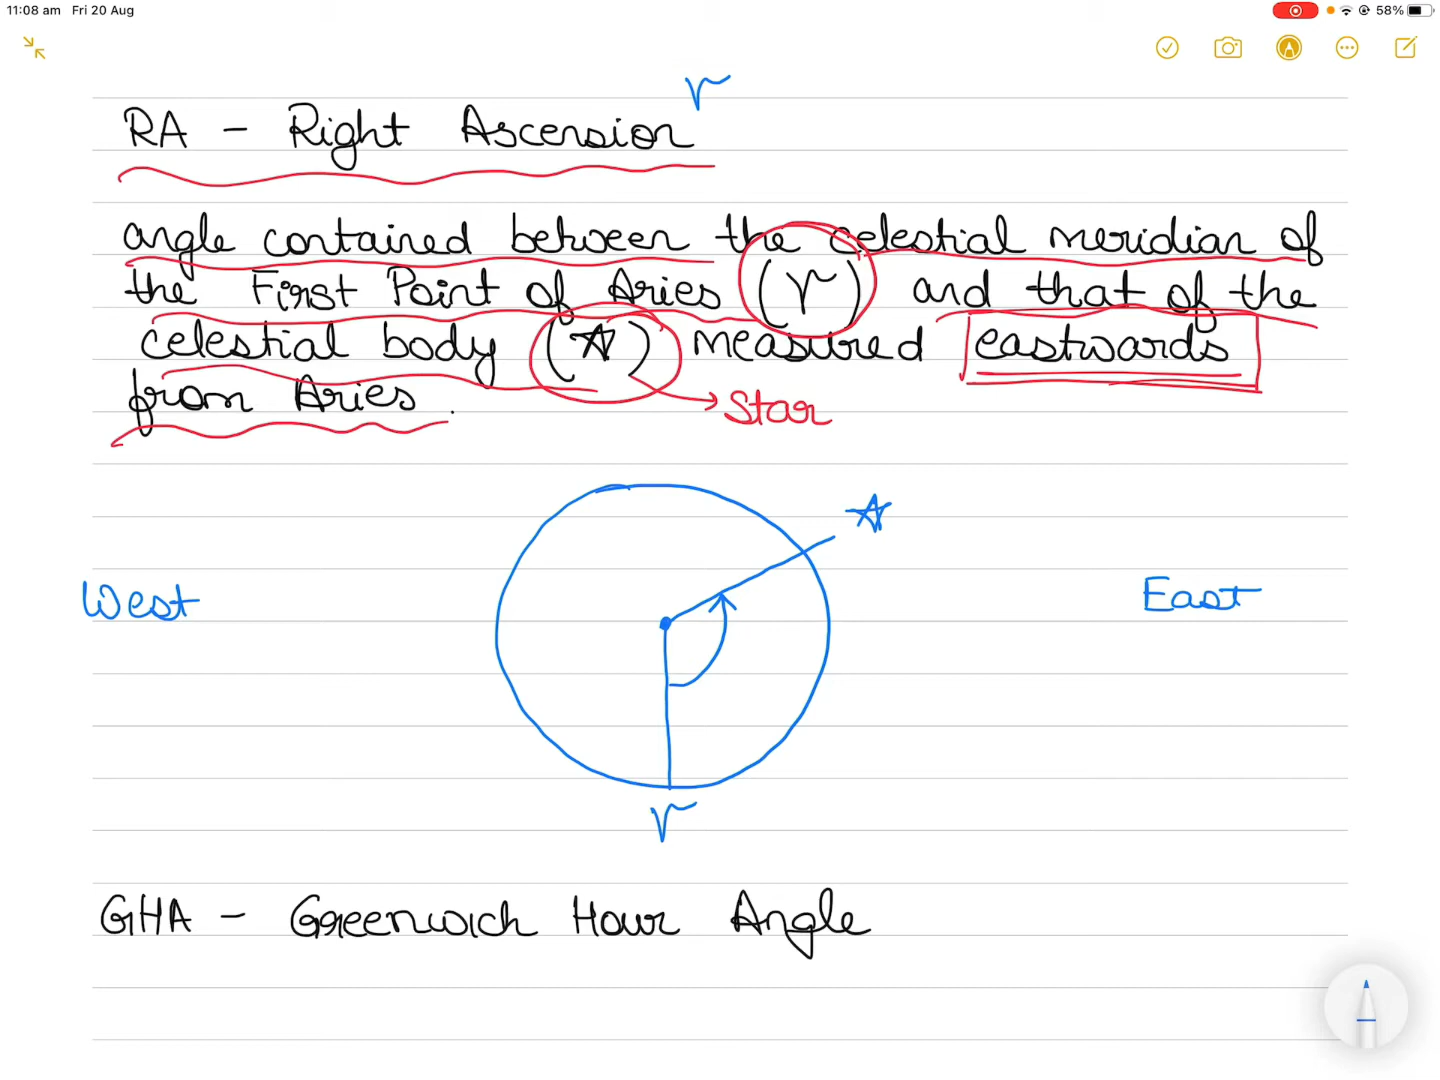 11:08 am Fri 20 Aug
58%
RA - Right Ascension
angle contained between the celestial meridian of
the First Point of Aries (♈) and that of the
celestial body (☆) measured eastwards
from Aries.
Star
West
East
GHA - Greenwich Hour Angle